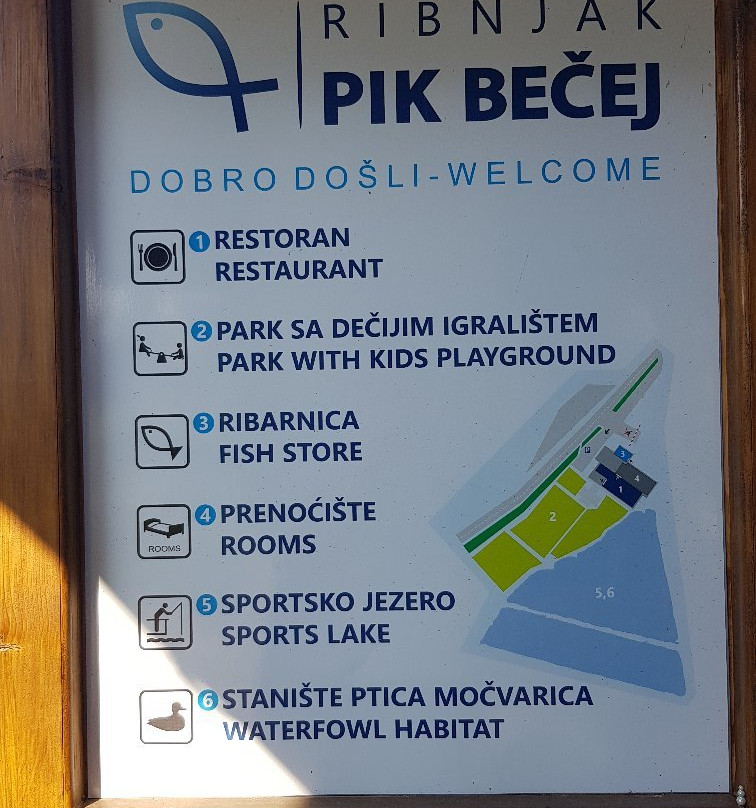 RIBNJAK
PIK BEČEJ
DOBRO DOŠLI-WELCOME
1 RESTORAN
RESTAURANT
2 PARK SA DEČIJIM IGRALIŠTEM
PARK WITH KIDS PLAYGROUND
3 RIBARNICA
FISH STORE
4 PRENOĆIŠTE
ROOMS
ROOMS
5 SPORTSKO JEZERO
SPORTS LAKE
6 STANIŠTE PTICA MOČVARICA
WATERFOWL HABITAT
P
3
4
1
2
5,6